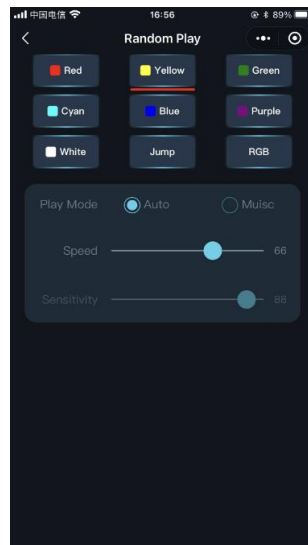 中国电信 16:56 89%
Random Play
Red Yellow Green
Cyan Blue Purple
White Jump RGB
Play Mode Auto Muisc
Speed 66
Sensitivity 88